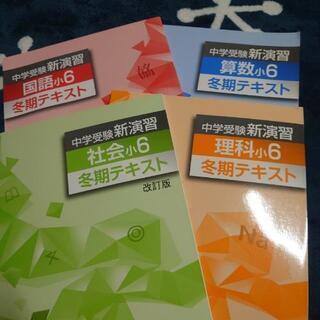 中学受験 新演習
国語小6
冬期テキスト
協
中学受験 新演習
算数小6
冬期テキスト
中学受験 新演習
社会小6
冬期テキスト
改訂版
中学受験 新演習
理科小6
冬期テキスト
Na